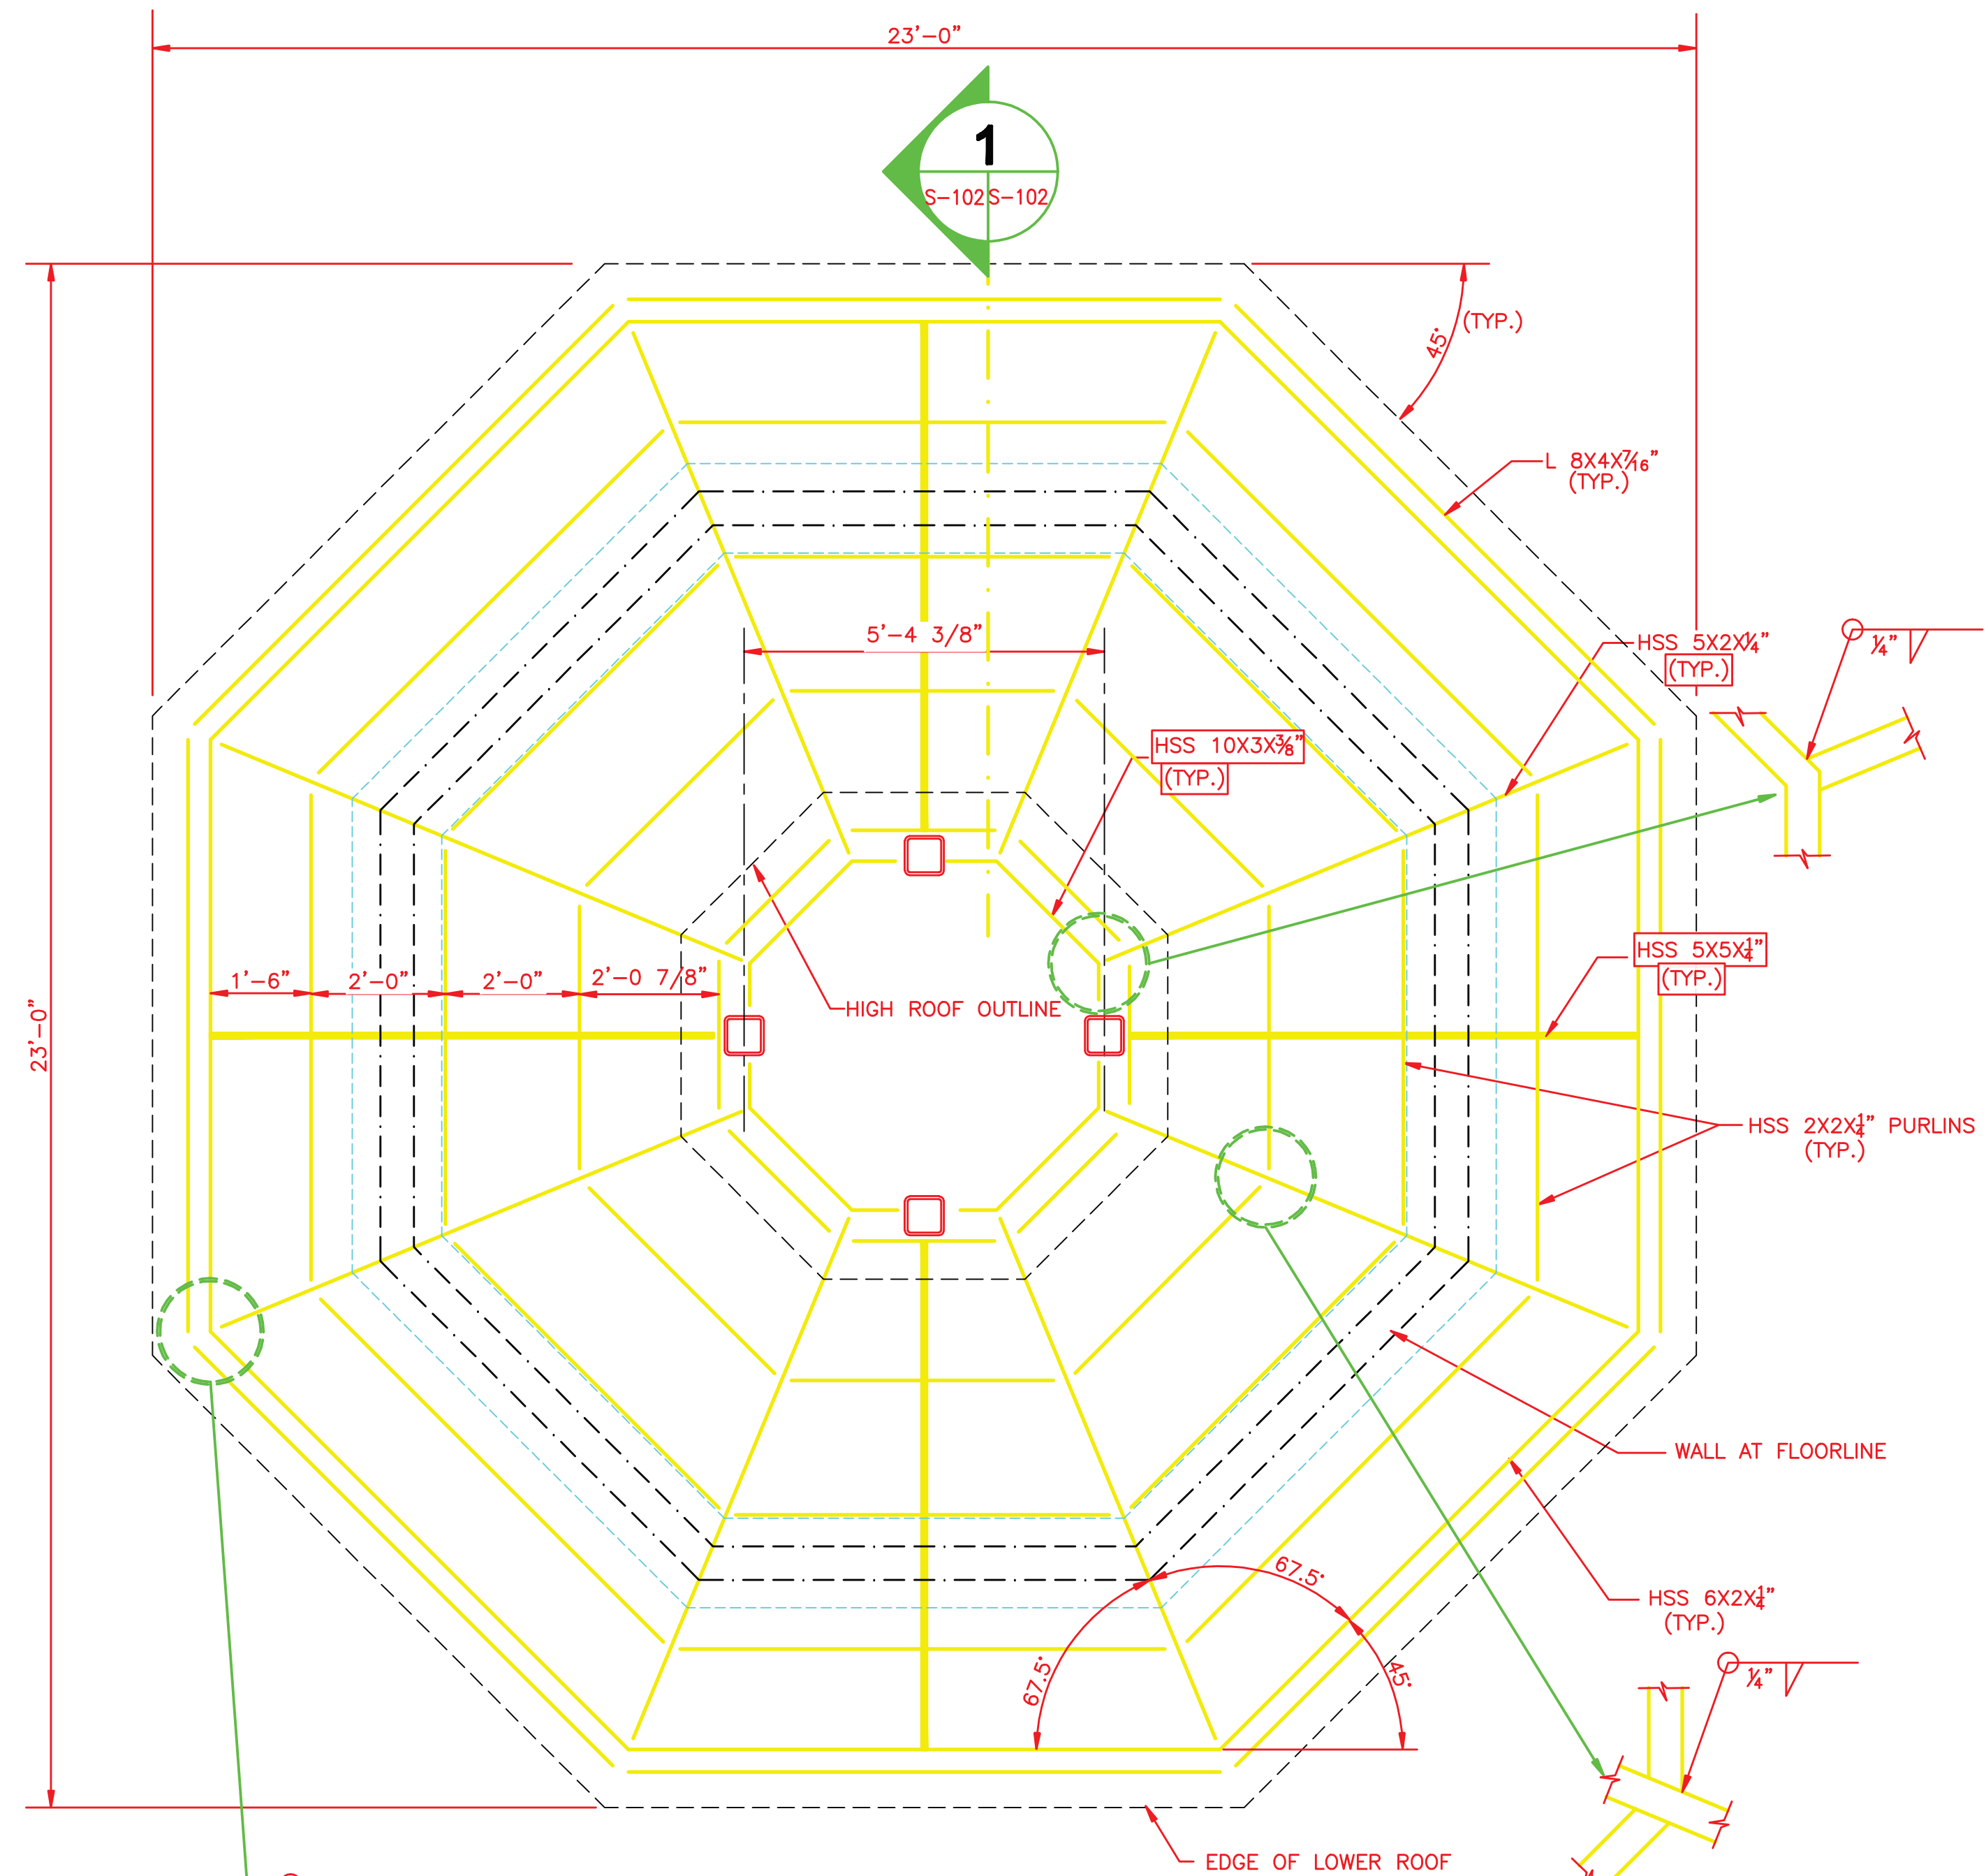 23'-0"
1
S-102 S-102
45°
(TYP.)
L 8X4X7/16"
(TYP.)
5'-4 3/8"
HSS 5X2X1/4"
(TYP.)
1/4"
HSS 10X3X3/8"
(TYP.)
HSS 5X5X1/4"
(TYP.)
1'-6"
2'-0"
2'-0"
2'-0 7/8"
HIGH ROOF OUTLINE
23'-0"
HSS 2X2X1/4" PURLINS
(TYP.)
WALL AT FLOORLINE
67.5°
67.5°
45°
HSS 6X2X1/4"
(TYP.)
1/4"
EDGE OF LOWER ROOF